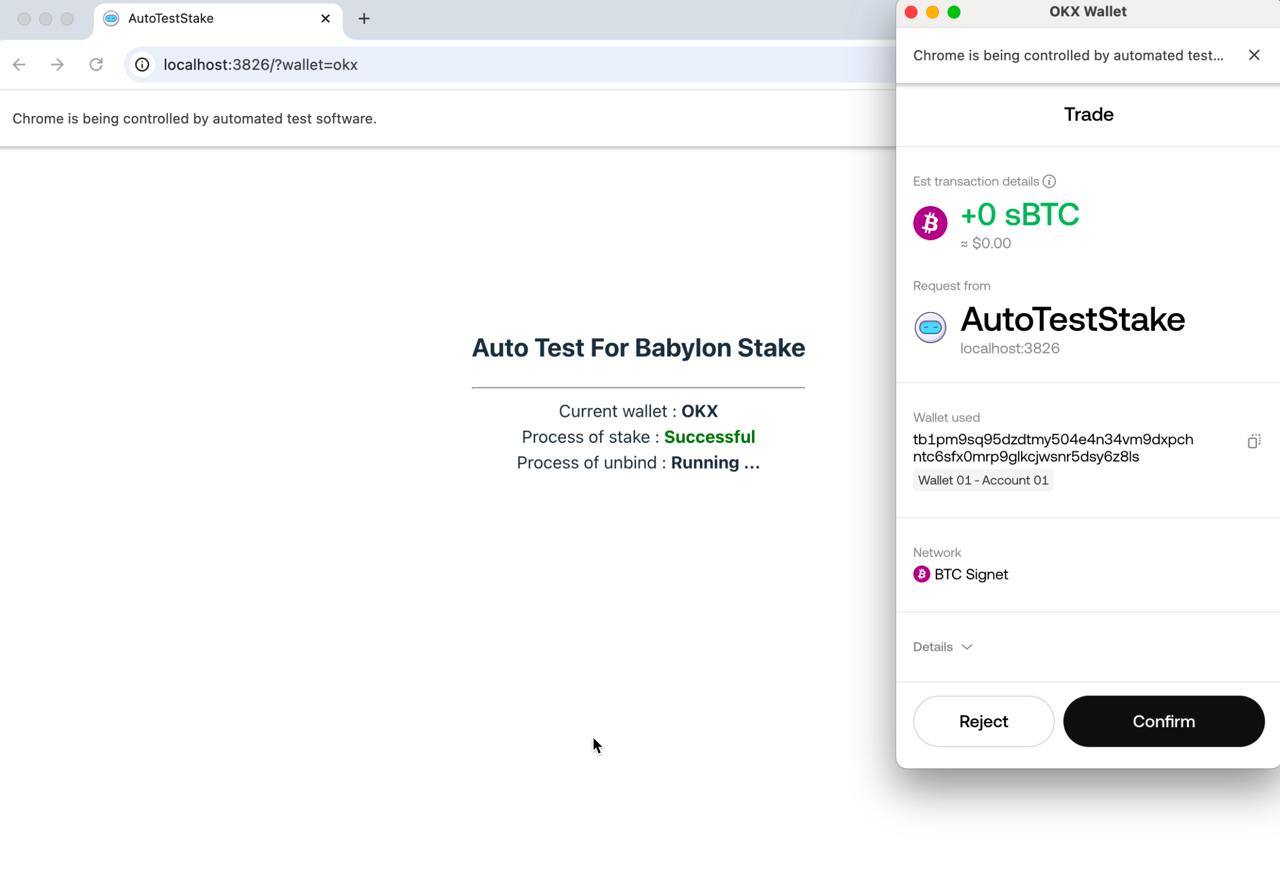 AutoTestStake
localhost:3826/?wallet=okx
Chrome is being controlled by automated test software.
Auto Test For Babylon Stake
Current wallet : OKX
Process of stake : Successful
Process of unbind : Running ...
OKX Wallet
Chrome is being controlled by automated test...
Trade
Est transaction details
+0 sBTC
≈ $0.00
Request from
AutoTestStake
localhost:3826
Wallet used
tb1pm9sq95dzdtmy504e4n34vm9dxpch
ntc6sfx0mrp9glkcjwsnr5dsy6z8ls
Wallet 01 - Account 01
Network
BTC Signet
Details
Reject
Confirm